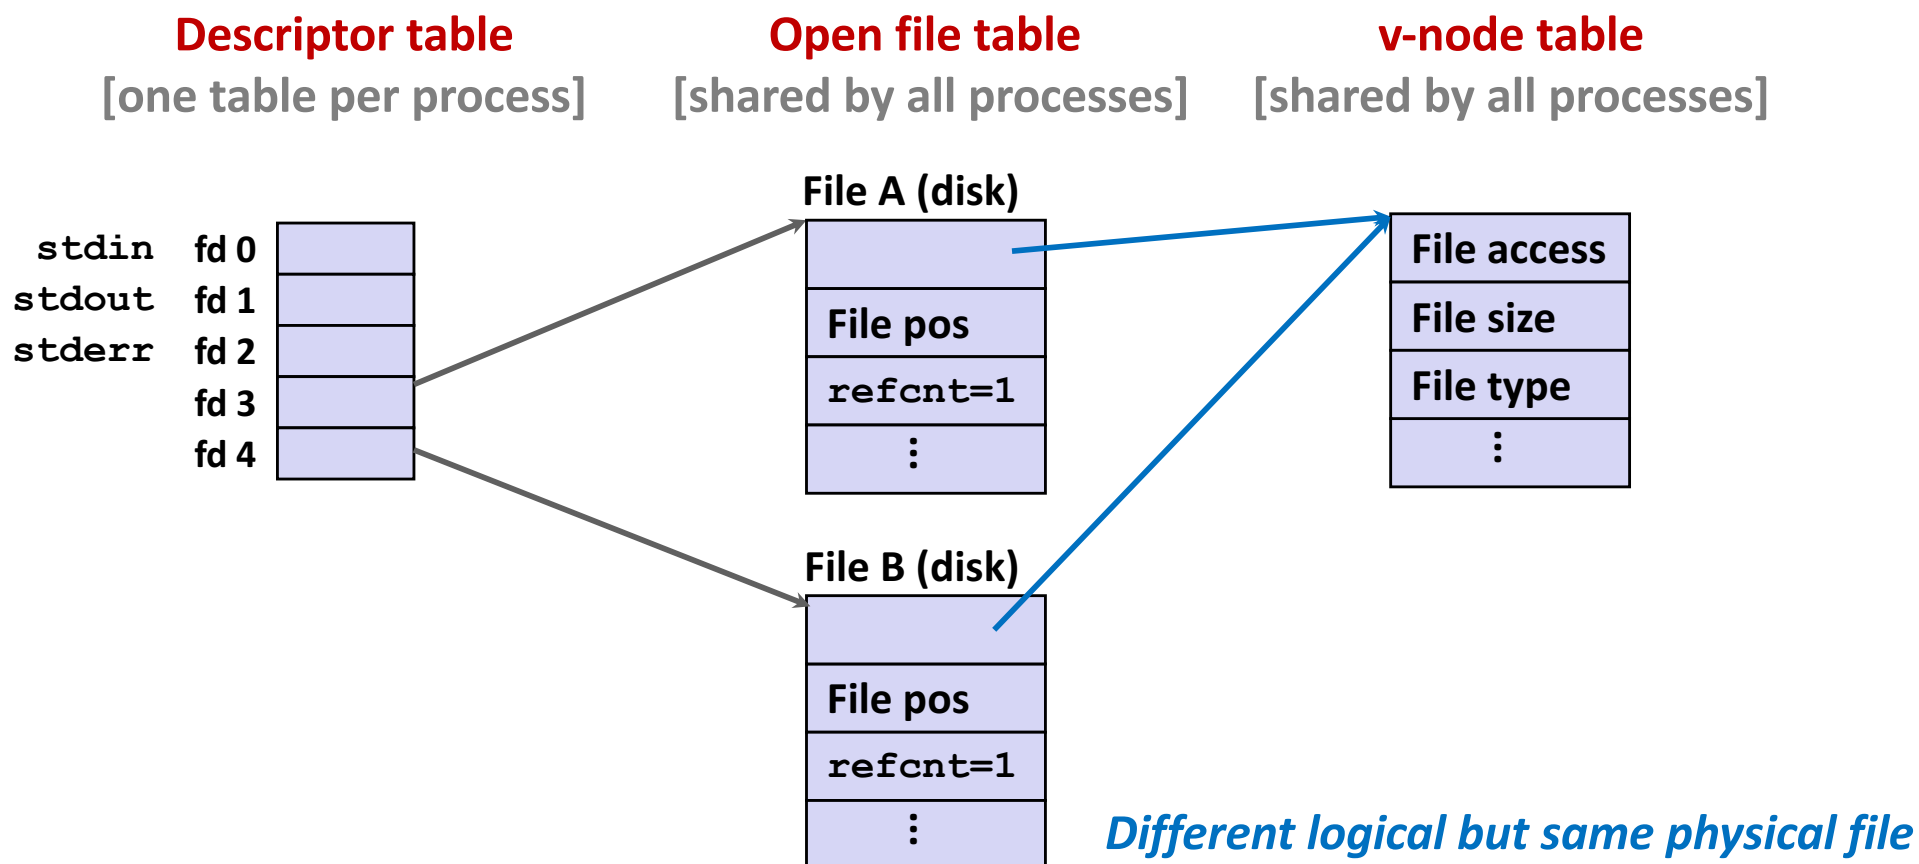 Descriptor table
[one table per process]
Open file table
[shared by all processes]
v-node table
[shared by all processes]
stdin fd 0
stdout fd 1
stderr fd 2
fd 3
fd 4
File A (disk)
File pos
refcnt=1
⋮
File B (disk)
File pos
refcnt=1
⋮
File access
File size
File type
⋮
Different logical but same physical file